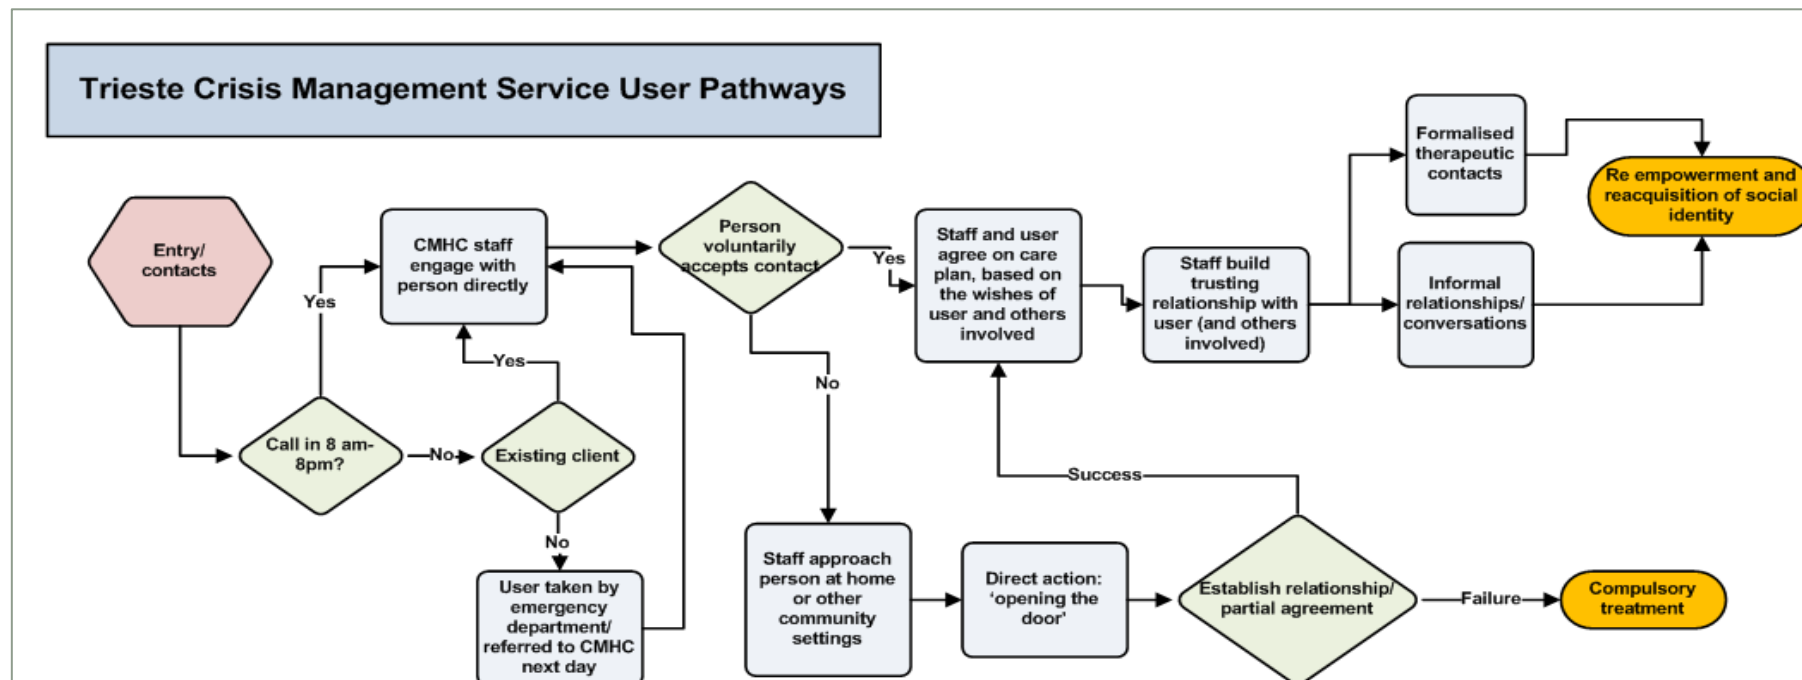 Trieste Crisis Management Service User Pathways
Entry/
contacts
Call in 8 am-
8pm?
Yes
No
Existing client
Yes
No
User taken by
emergency
department/
referred to CMHC
next day
CMHC staff
engage with
person directly
Person
voluntarily
accepts contact
Yes
No
Staff and user
agree on care
plan, based on
the wishes of
user and others
involved
Staff build
trusting
relationship with
user (and others
involved)
Formalised
therapeutic
contacts
Informal
relationships/
conversations
Re empowerment and
reacquisition of social
identity
Staff approach
person at home
or other
community
settings
Direct action:
‘opening the
door'
Establish relationship/
partial agreement
Success
Failure
Compulsory
treatment